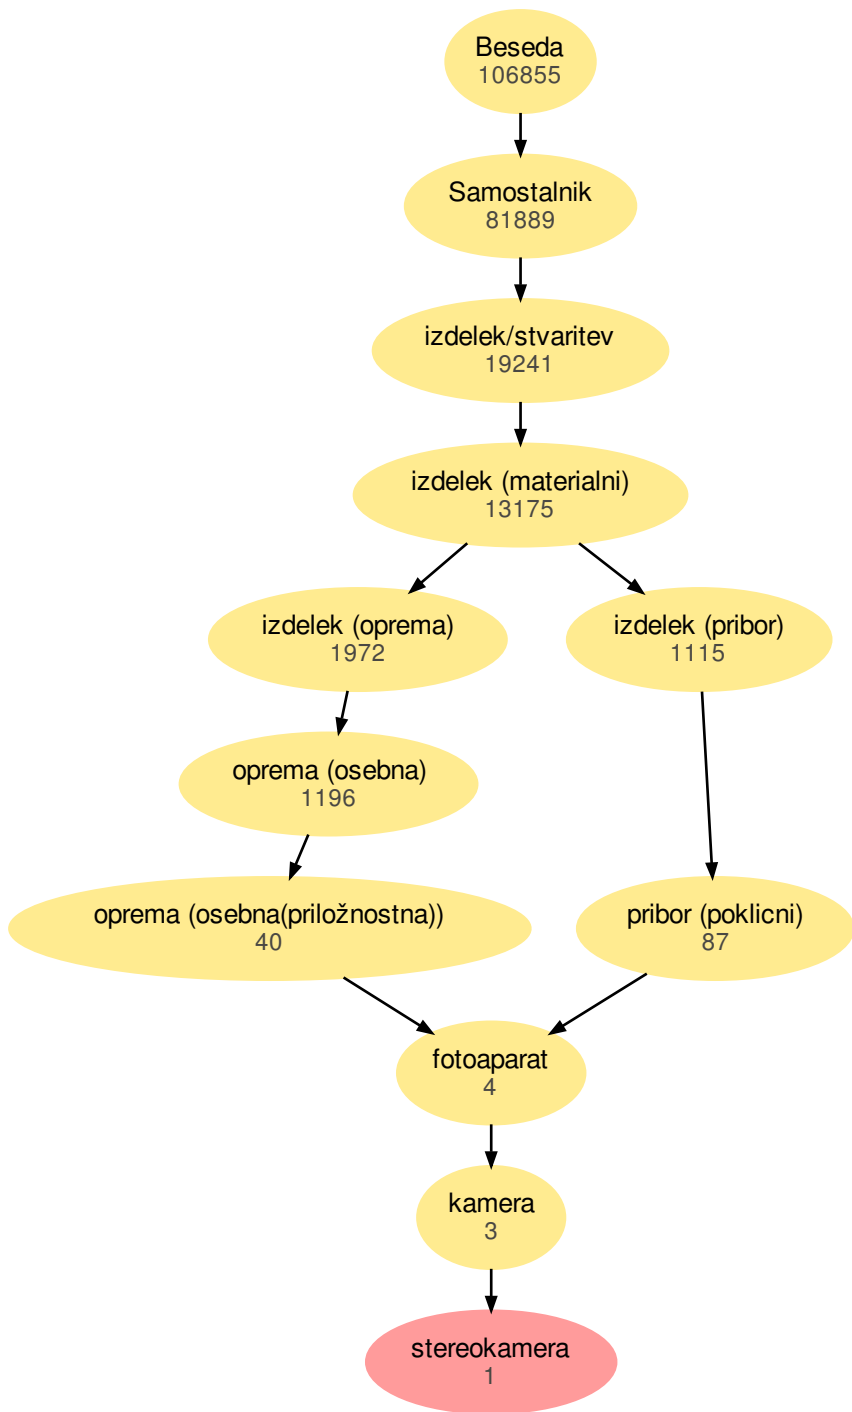 Beseda
106855
Samostalnik
81889
izdelek/stvaritev
19241
izdelek (materialni)
13175
izdelek (oprema)
1972
izdelek (pribor)
1115
oprema (osebna)
1196
oprema (osebna(priložnostna))
40
pribor (poklicni)
87
fotoaparat
4
kamera
3
stereokamera
1